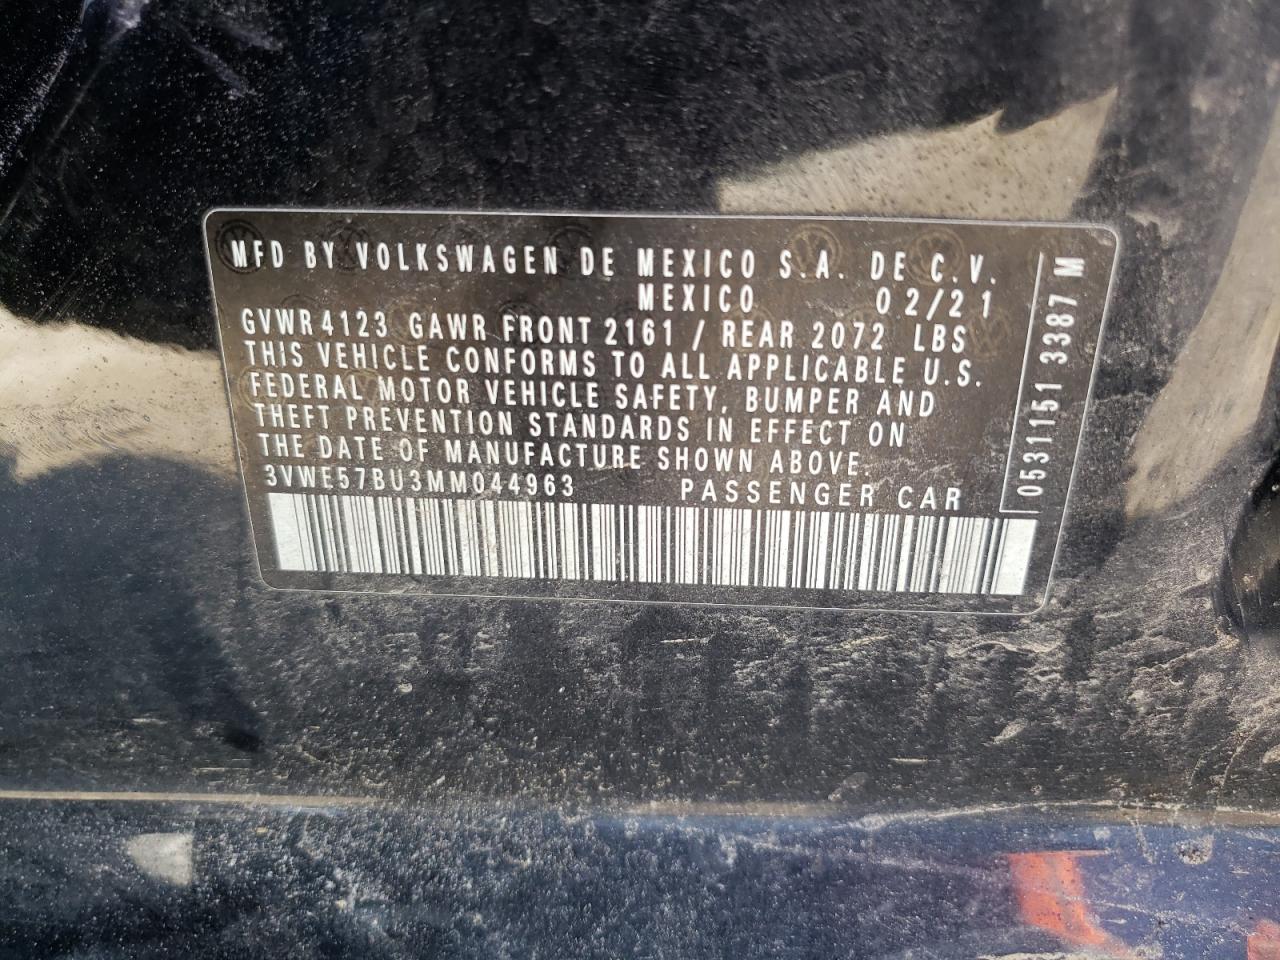 MFD BY VOLKSWAGEN DE MEXICO S.A. DE C.V.
MEXICO 02/21
GVWR 4123 GAWR FRONT 2161 / REAR 2072 LBS
THIS VEHICLE CONFORMS TO ALL APPLICABLE U.S.
FEDERAL MOTOR VEHICLE SAFETY, BUMPER AND
THEFT PREVENTION STANDARDS IN EFFECT ON
THE DATE OF MANUFACTURE SHOWN ABOVE.
3VWE57BU3MM044963 PASSENGER CAR
0531151 3387 M